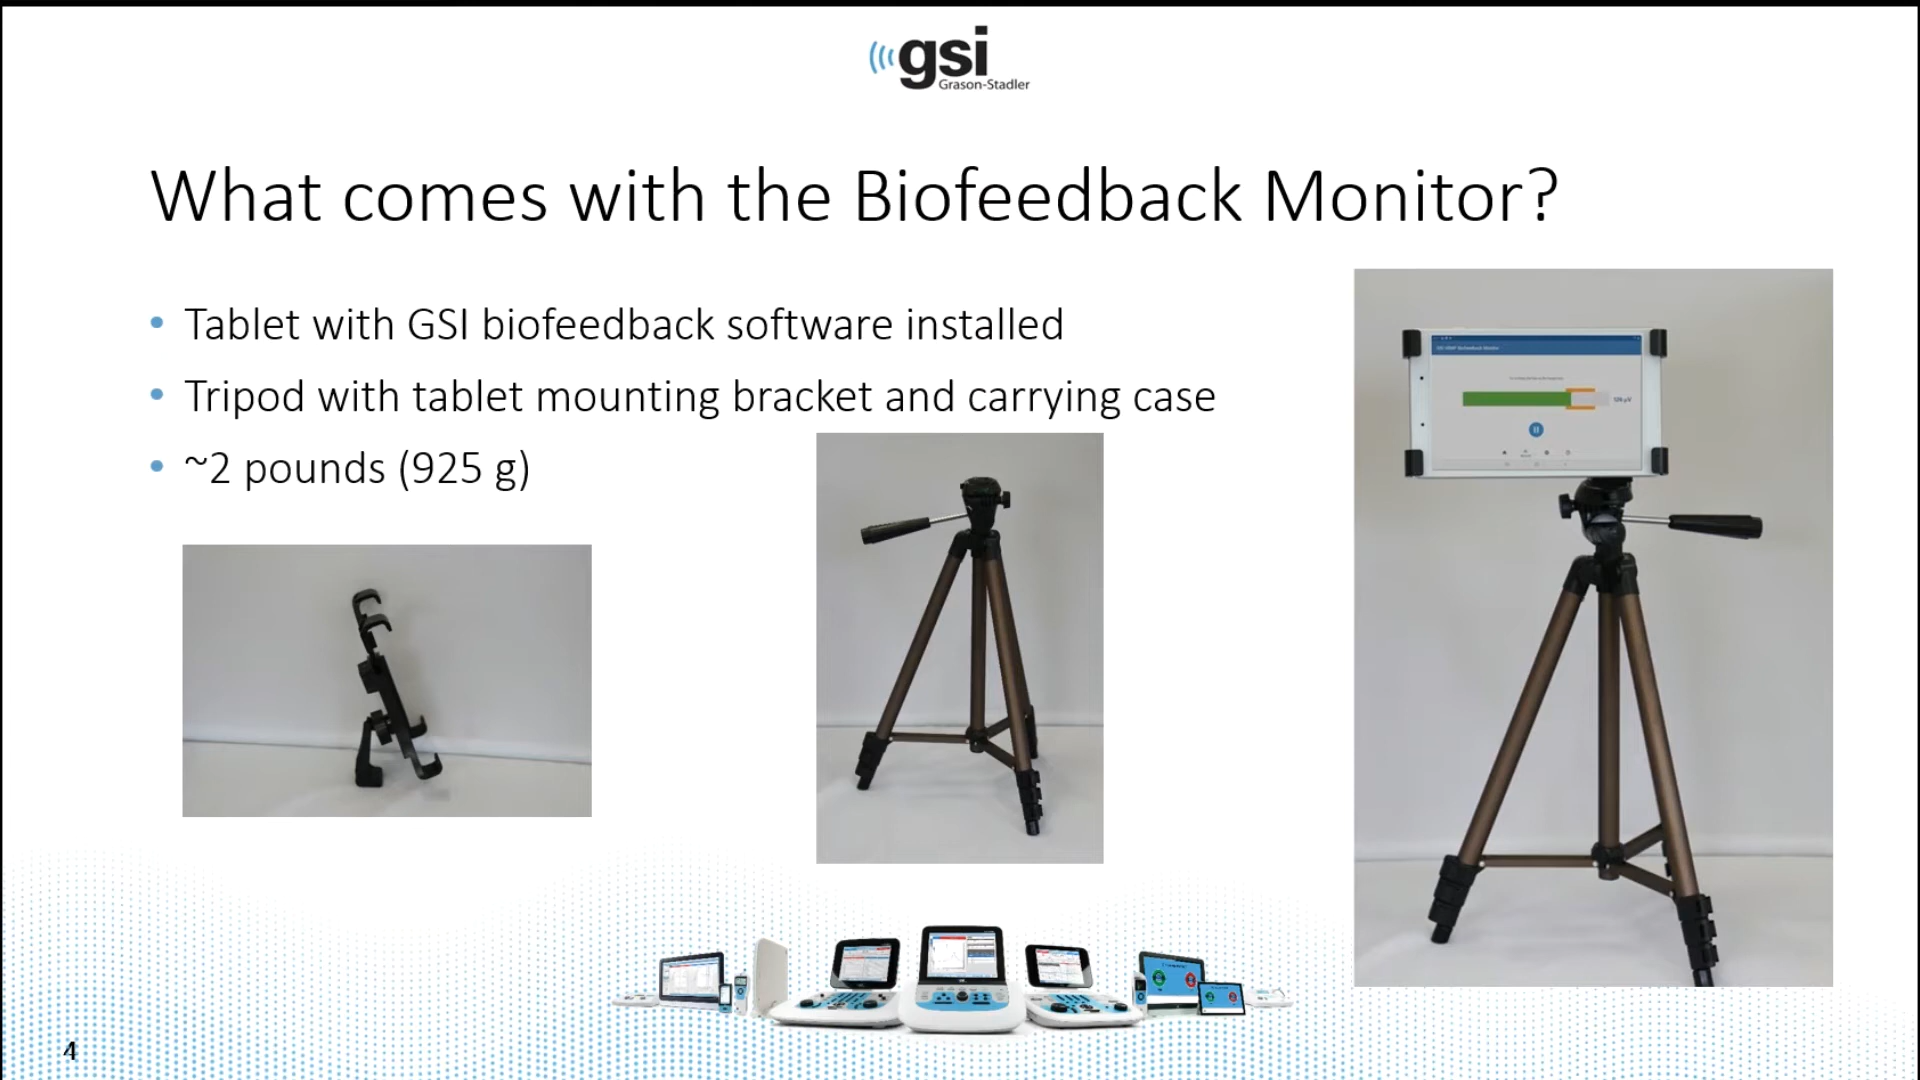 gsi
Grason-Stadler
What comes with the Biofeedback Monitor?
• Tablet with GSI biofeedback software installed
• Tripod with tablet mounting bracket and carrying case
• ~2 pounds (925 g)
4